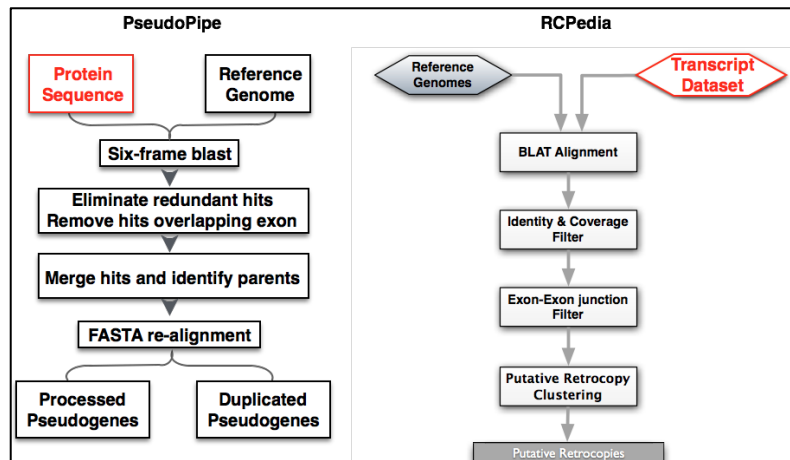 PseudoPipe
Protein
Sequence
Reference
Genome
Six-frame blast
Eliminate redundant hits
Remove hits overlapping exon
Merge hits and identify parents
FASTA re-alignment
Processed
Pseudogenes
Duplicated
Pseudogenes
RCPedia
Reference
Genomes
Transcript
Dataset
BLAT Alignment
Identity & Coverage
Filter
Exon-Exon junction
Filter
Putative Retrocopy
Clustering
Putative Retrocopies